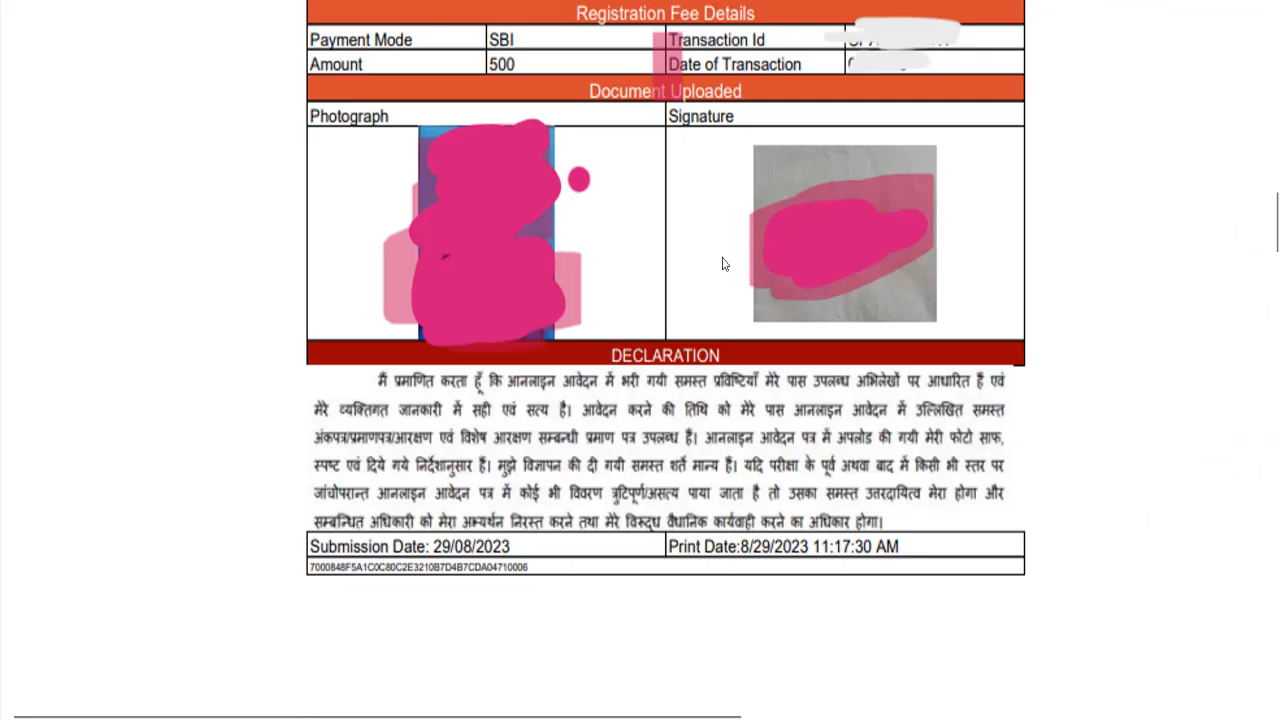 Registration Fee Details
Payment Mode SBI Transaction Id
Amount 500 Date of Transaction
Document Uploaded
Photograph Signature
DECLARATION
मैं प्रमाणित करता हूँ कि आनलाइन आवेदन में भरी गयी समस्त प्रविष्टियाँ मेरे पास उपलब्ध अभिलेखों पर आधारित हैं एवं
मेरे व्यक्तिगत जानकारी में सही एवं सत्य है। आवेदन करने की तिथि को मेरे पास आनलाइन आवेदन में उल्लिखित समस्त
अंकपत्र/प्रमाणपत्र/आरक्षण एवं विशेष आरक्षण सम्बन्धी प्रमाण पत्र उपलब्ध हैं। आनलाइन आवेदन पत्र में अपलोड की गयी मेरी फोटो साफ,
स्पष्ट एवं दिये गये निर्देशानुसार हैं। मुझे विज्ञापन की दी गयी समस्त शर्ते मान्य हैं। यदि परीक्षा के पूर्व अथवा बाद में किसी भी स्तर पर
जांचोपरान्त आनलाइन आवेदन पत्र में कोई भी विवरण त्रुटिपूर्ण/असत्य पाया जाता है तो उसका समस्त उत्तरदायित्व मेरा होगा और
सम्बन्धित अधिकारी को मेरा अभ्यर्थन निरस्त करने तथा मेरे विरुद्ध वैधानिक कार्यवाही करने का अधिकार होगा।
Submission Date: 29/08/2023 Print Date:8/29/2023 11:17:30 AM
7000848F5A1C0C80C2E3210B7D4B7CDA04710006